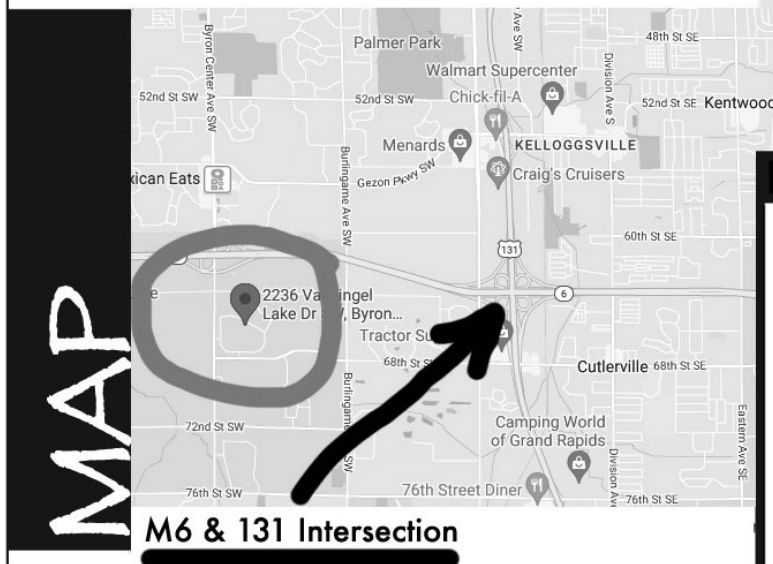 MAP
Palmer Park
Ave SW
48th St SE
Byron Center Ave SW
Walmart Supercenter
Division Ave S
52nd St SW
52nd St SW
Chick-fil-A
52nd St SE
Kentwood
Menards
KELLOGGSVILLE
ican Eats
Burlingame Ave SW
Gezon Pkwy SW
Craig's Cruisers
60th St SE
131
6
2236 Va
ingel
Lake Dr
W, Byron...
Tractor Su
68th St S
Cutlerville
68th St SE
Burlingame
SW
72nd St SW
Camping World
of Grand Rapids
Eastern Ave SE
Division Av
76th St SW
76th Street Diner
76th St SE
M6 & 131 Intersection